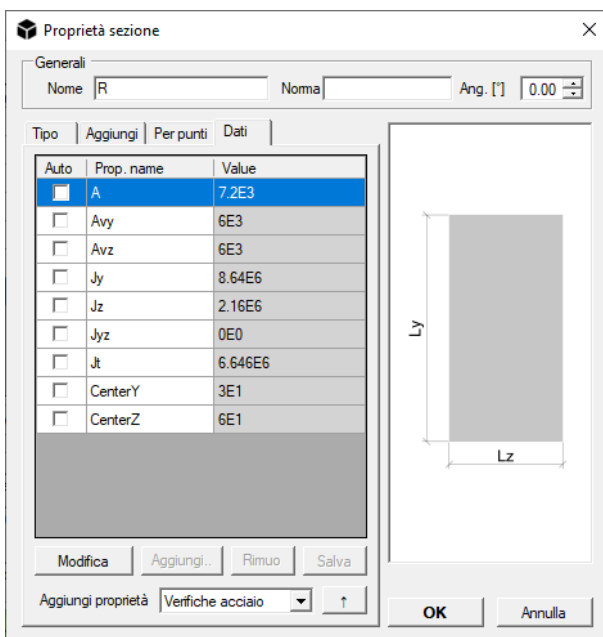 Proprietà sezione
Generali
Nome R Norma Ang. [°] 0.00
Tipo Aggiungi Per punti Dati
Auto Prop. name Value
A 7.2E3
Avy 6E3
Avz 6E3
Jy 8.64E6
Jz 2.16E6
Jyz 0E0
Jt 6.646E6
CenterY 3E1
CenterZ 6E1
Ly
Lz
Modifica Aggiungi.. Rimuo Salva
Aggiungi proprietà Verifiche acciaio ↑
OK Annulla